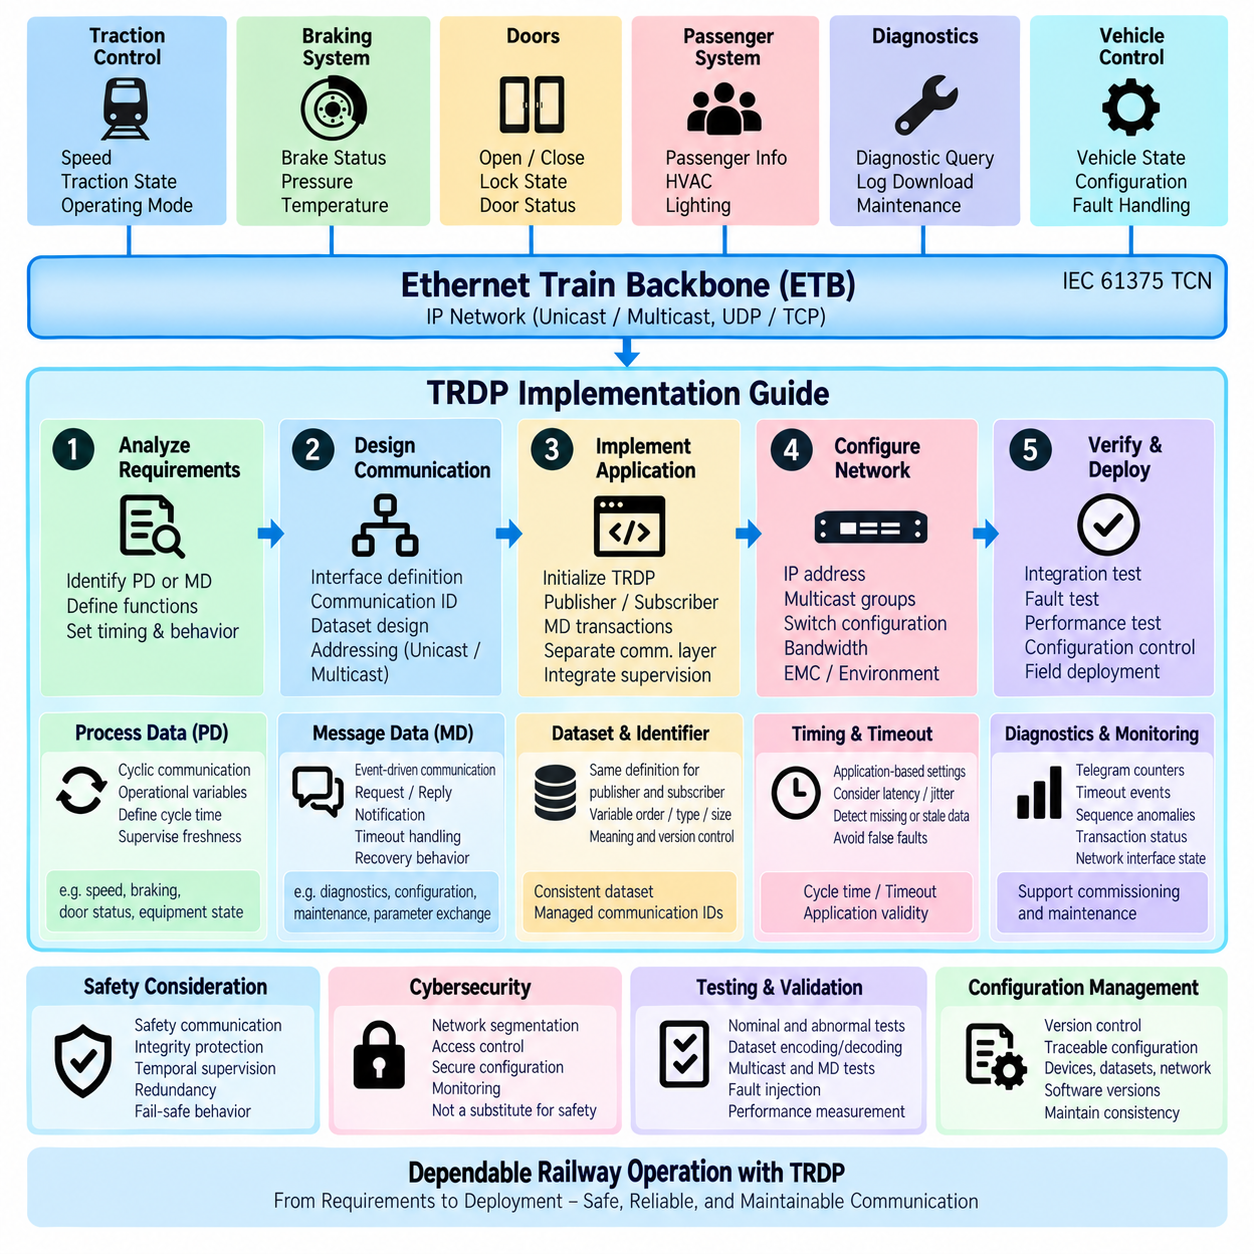 Traction
Control
Speed
Traction State
Operating Mode
Braking
System
Brake Status
Pressure
Temperature
Doors
Open / Close
Lock State
Door Status
Passenger
System
Passenger Info
HVAC
Lighting
Diagnostics
Diagnostic Query
Log Download
Maintenance
Vehicle
Control
Vehicle State
Configuration
Fault Handling
Ethernet Train Backbone (ETB)
IEC 61375 TCN
IP Network (Unicast / Multicast, UDP / TCP)
TRDP Implementation Guide
1
Analyze
Requirements
Identify PD or MD
Define functions
Set timing & behavior
2
Design
Communication
Interface definition
Communication ID
Dataset design
Addressing (Unicast /
Multicast)
3
Implement
Application
</>
Initialize TRDP
Publisher / Subscriber
MD transactions
Separate comm. layer
Integrate supervision
4
Configure
Network
IP address
Multicast groups
Switch configuration
Bandwidth
EMC / Environment
5
Verify &
Deploy
Integration test
Fault test
Performance test
Configuration control
Field deployment
Process Data (PD)
Cyclic communication
Operational variables
Define cycle time
Supervise freshness
e.g. speed, braking,
door status, equipment state
Message Data (MD)
Event-driven communication
Request / Reply
Notification
Timeout handling
Recovery behavior
e.g. diagnostics, configuration,
maintenance, parameter exchange
Dataset & Identifier
Same definition for
publisher and subscriber
Variable order / type / size
Meaning and version control
Consistent dataset
Managed communication IDs
Timing & Timeout
Application-based settings
Consider latency / jitter
Detect missing or stale data
Avoid false faults
Cycle time / Timeout
Application validity
Diagnostics & Monitoring
Telegram counters
Timeout events
Sequence anomalies
Transaction status
Network interface state
Support commissioning
and maintenance
Safety Consideration
Safety communication
Integrity protection
Temporal supervision
Redundancy
Fail-safe behavior
Cybersecurity
Network segmentation
Access control
Secure configuration
Monitoring
Not a substitute for safety
Testing & Validation
Nominal and abnormal tests
Dataset encoding/decoding
Multicast and MD tests
Fault injection
Performance measurement
Configuration Management
Version control
Traceable configuration
Devices, datasets, network
Software versions
Maintain consistency
Dependable Railway Operation with TRDP
From Requirements to Deployment – Safe, Reliable, and Maintainable Communication